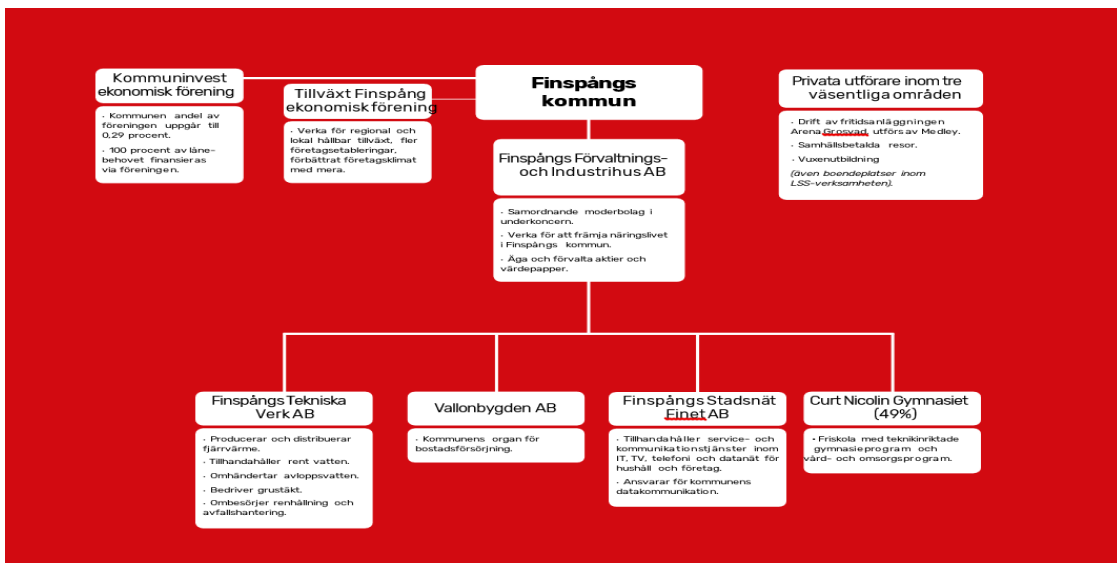 Kommuninvest
ekonomisk förening
· Kommunen andel av
föreningen uppgår till
0,29 procent.
· 100 procent av låne-
behovet finansieras
via föreningen.
Tillväxt Finspång
ekonomisk förening
· Verka för regional och
lokal hållbar tillväxt, fler
företagsetableringar,
förbättrat företagsklimat
med mera.
Finspångs
kommun
Privata utförare inom tre
väsentliga områden
· Drift av fritidsanläggningen
Arena Grosvad, utförs av Medley.
· Samhällsbetalda resor.
· Vuxenutbildning
(även boendeplatser inom
LSS-verksamheten).
Finspångs Förvaltnings-
och Industrihus AB
· Samordnande moderbolag i
underkoncern.
· Verka för att främja näringslivet
i Finspångs kommun.
· Äga och förvalta aktier och
värdepapper.
Finspångs Tekniska
Verk AB
· Producerar och distribuerar
fjärrvärme.
· Tillhandahåller rent vatten.
· Omhändertar avloppsvatten.
· Bedriver grustäkt.
· Ombesörjer renhållning och
avfallshantering.
Vallonbygden AB
· Kommunens organ för
bostadsförsörjning.
Finspångs Stadsnät
Finet AB
· Tillhandahåller service- och
kommunikationstjänster inom
IT, TV, telefoni och datanät för
hushåll och företag.
· Ansvarar för kommunens
datakommunikation.
Curt Nicolin Gymnasiet
(49%)
· Friskola med teknikinriktade
gymnasieprogram och
vård- och omsorgsprogram.